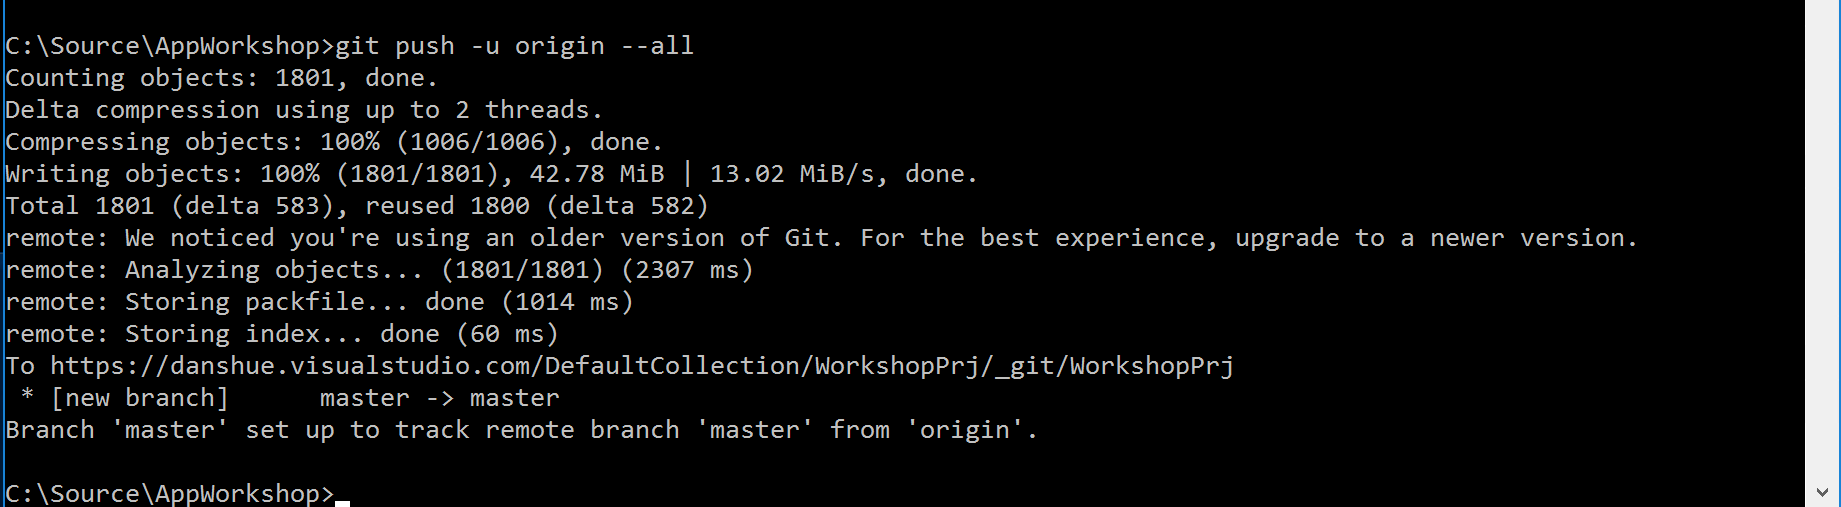 C:\Source\AppWorkshop>git push -u origin --all
Counting objects: 1801, done.
Delta compression using up to 2 threads.
Compressing objects: 100% (1006/1006), done.
Writing objects: 100% (1801/1801), 42.78 MiB | 13.02 MiB/s, done.
Total 1801 (delta 583), reused 1800 (delta 582)
remote: We noticed you're using an older version of Git. For the best experience, upgrade to a newer version.
remote: Analyzing objects... (1801/1801) (2307 ms)
remote: Storing packfile... done (1014 ms)
remote: Storing index... done (60 ms)
To https://danshue.visualstudio.com/DefaultCollection/WorkshopPrj/_git/WorkshopPrj
 * [new branch]      master -> master
Branch 'master' set up to track remote branch 'master' from 'origin'.
C:\Source\AppWorkshop>